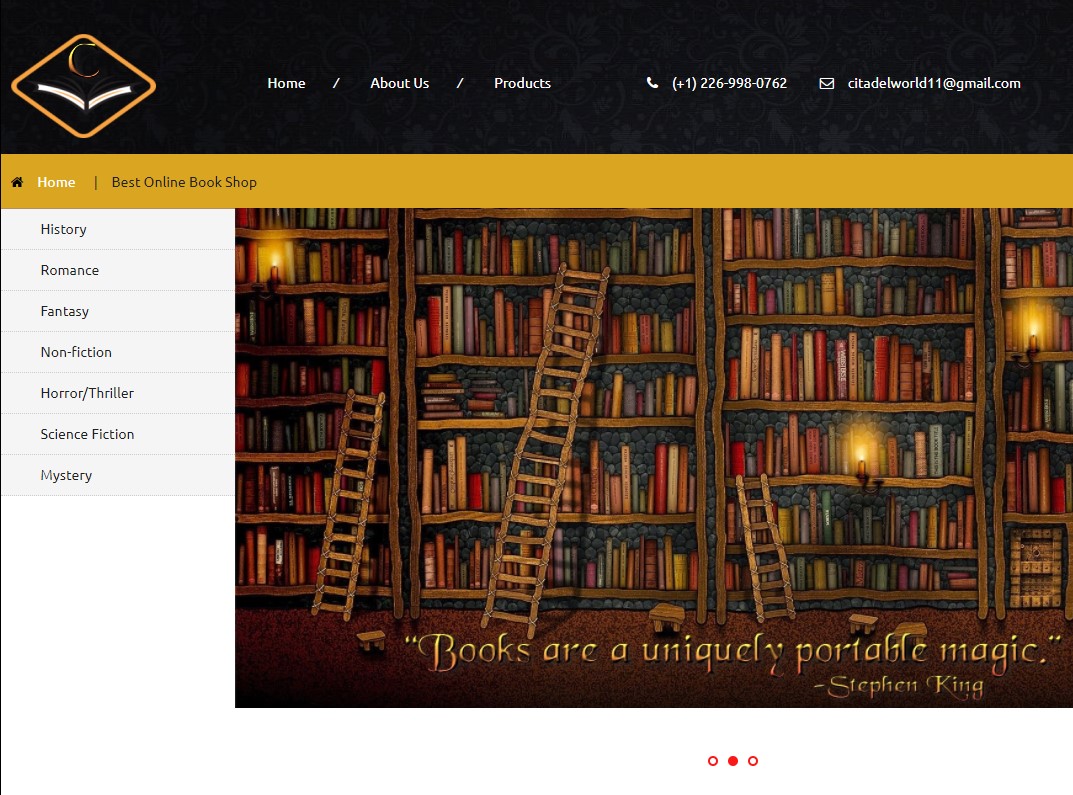 C
Home / About Us / Products (+1) 226-998-0762 citadelworld11@gmail.com
Home | Best Online Book Shop
History
Romance
Fantasy
Non-fiction
Horror/Thriller
Science Fiction
Mystery
“Books are a uniquely portable magic.”
-Stephen King